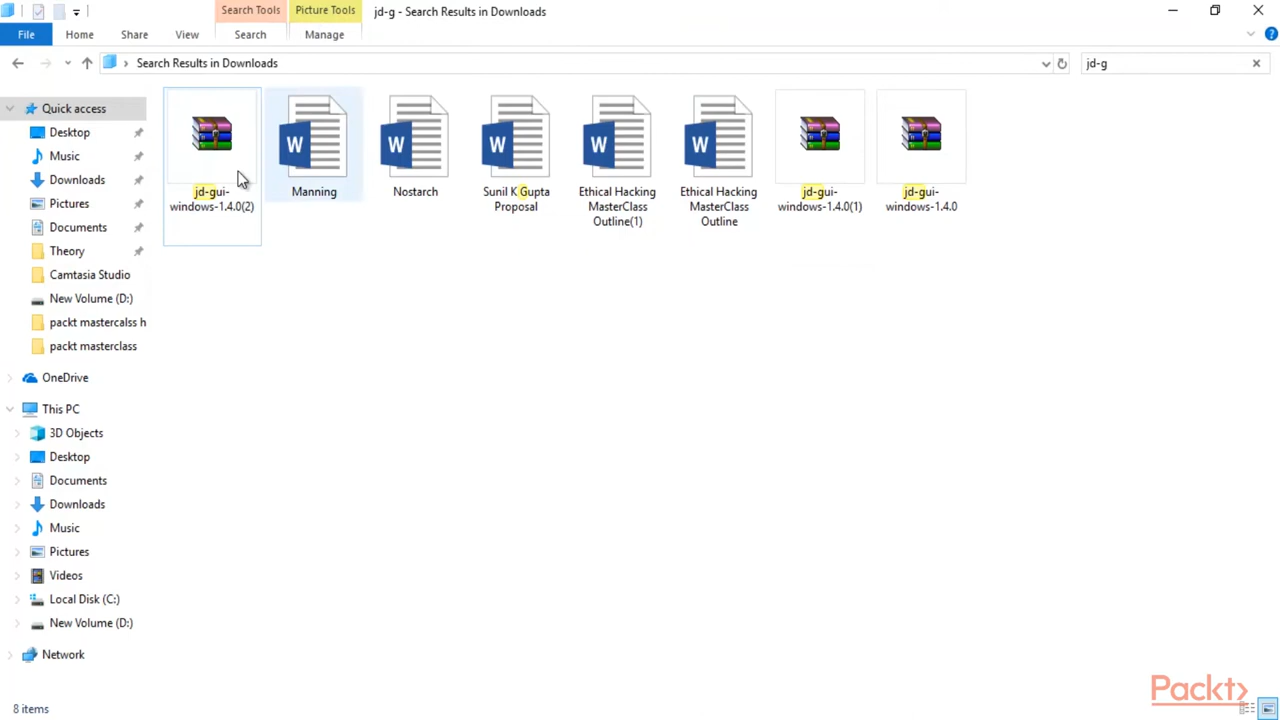 Search Tools
Picture Tools
jd-g - Search Results in Downloads
File
Home
Share
View
Search
Manage
Search Results in Downloads
jd-g
Quick access
Desktop
Music
Downloads
Pictures
Documents
Theory
Camtasia Studio
New Volume (D:)
packt mastercalss h
packt masterclass
OneDrive
This PC
3D Objects
Desktop
Documents
Downloads
Music
Pictures
Videos
Local Disk (C:)
New Volume (D:)
Network
jd-gui-
windows-1.4.0(2)
Manning
Nostarch
Sunil K Gupta
Proposal
Ethical Hacking
MasterClass
Outline(1)
Ethical Hacking
MasterClass
Outline
jd-gui-
windows-1.4.0(1)
jd-gui-
windows-1.4.0
8 items
Packt